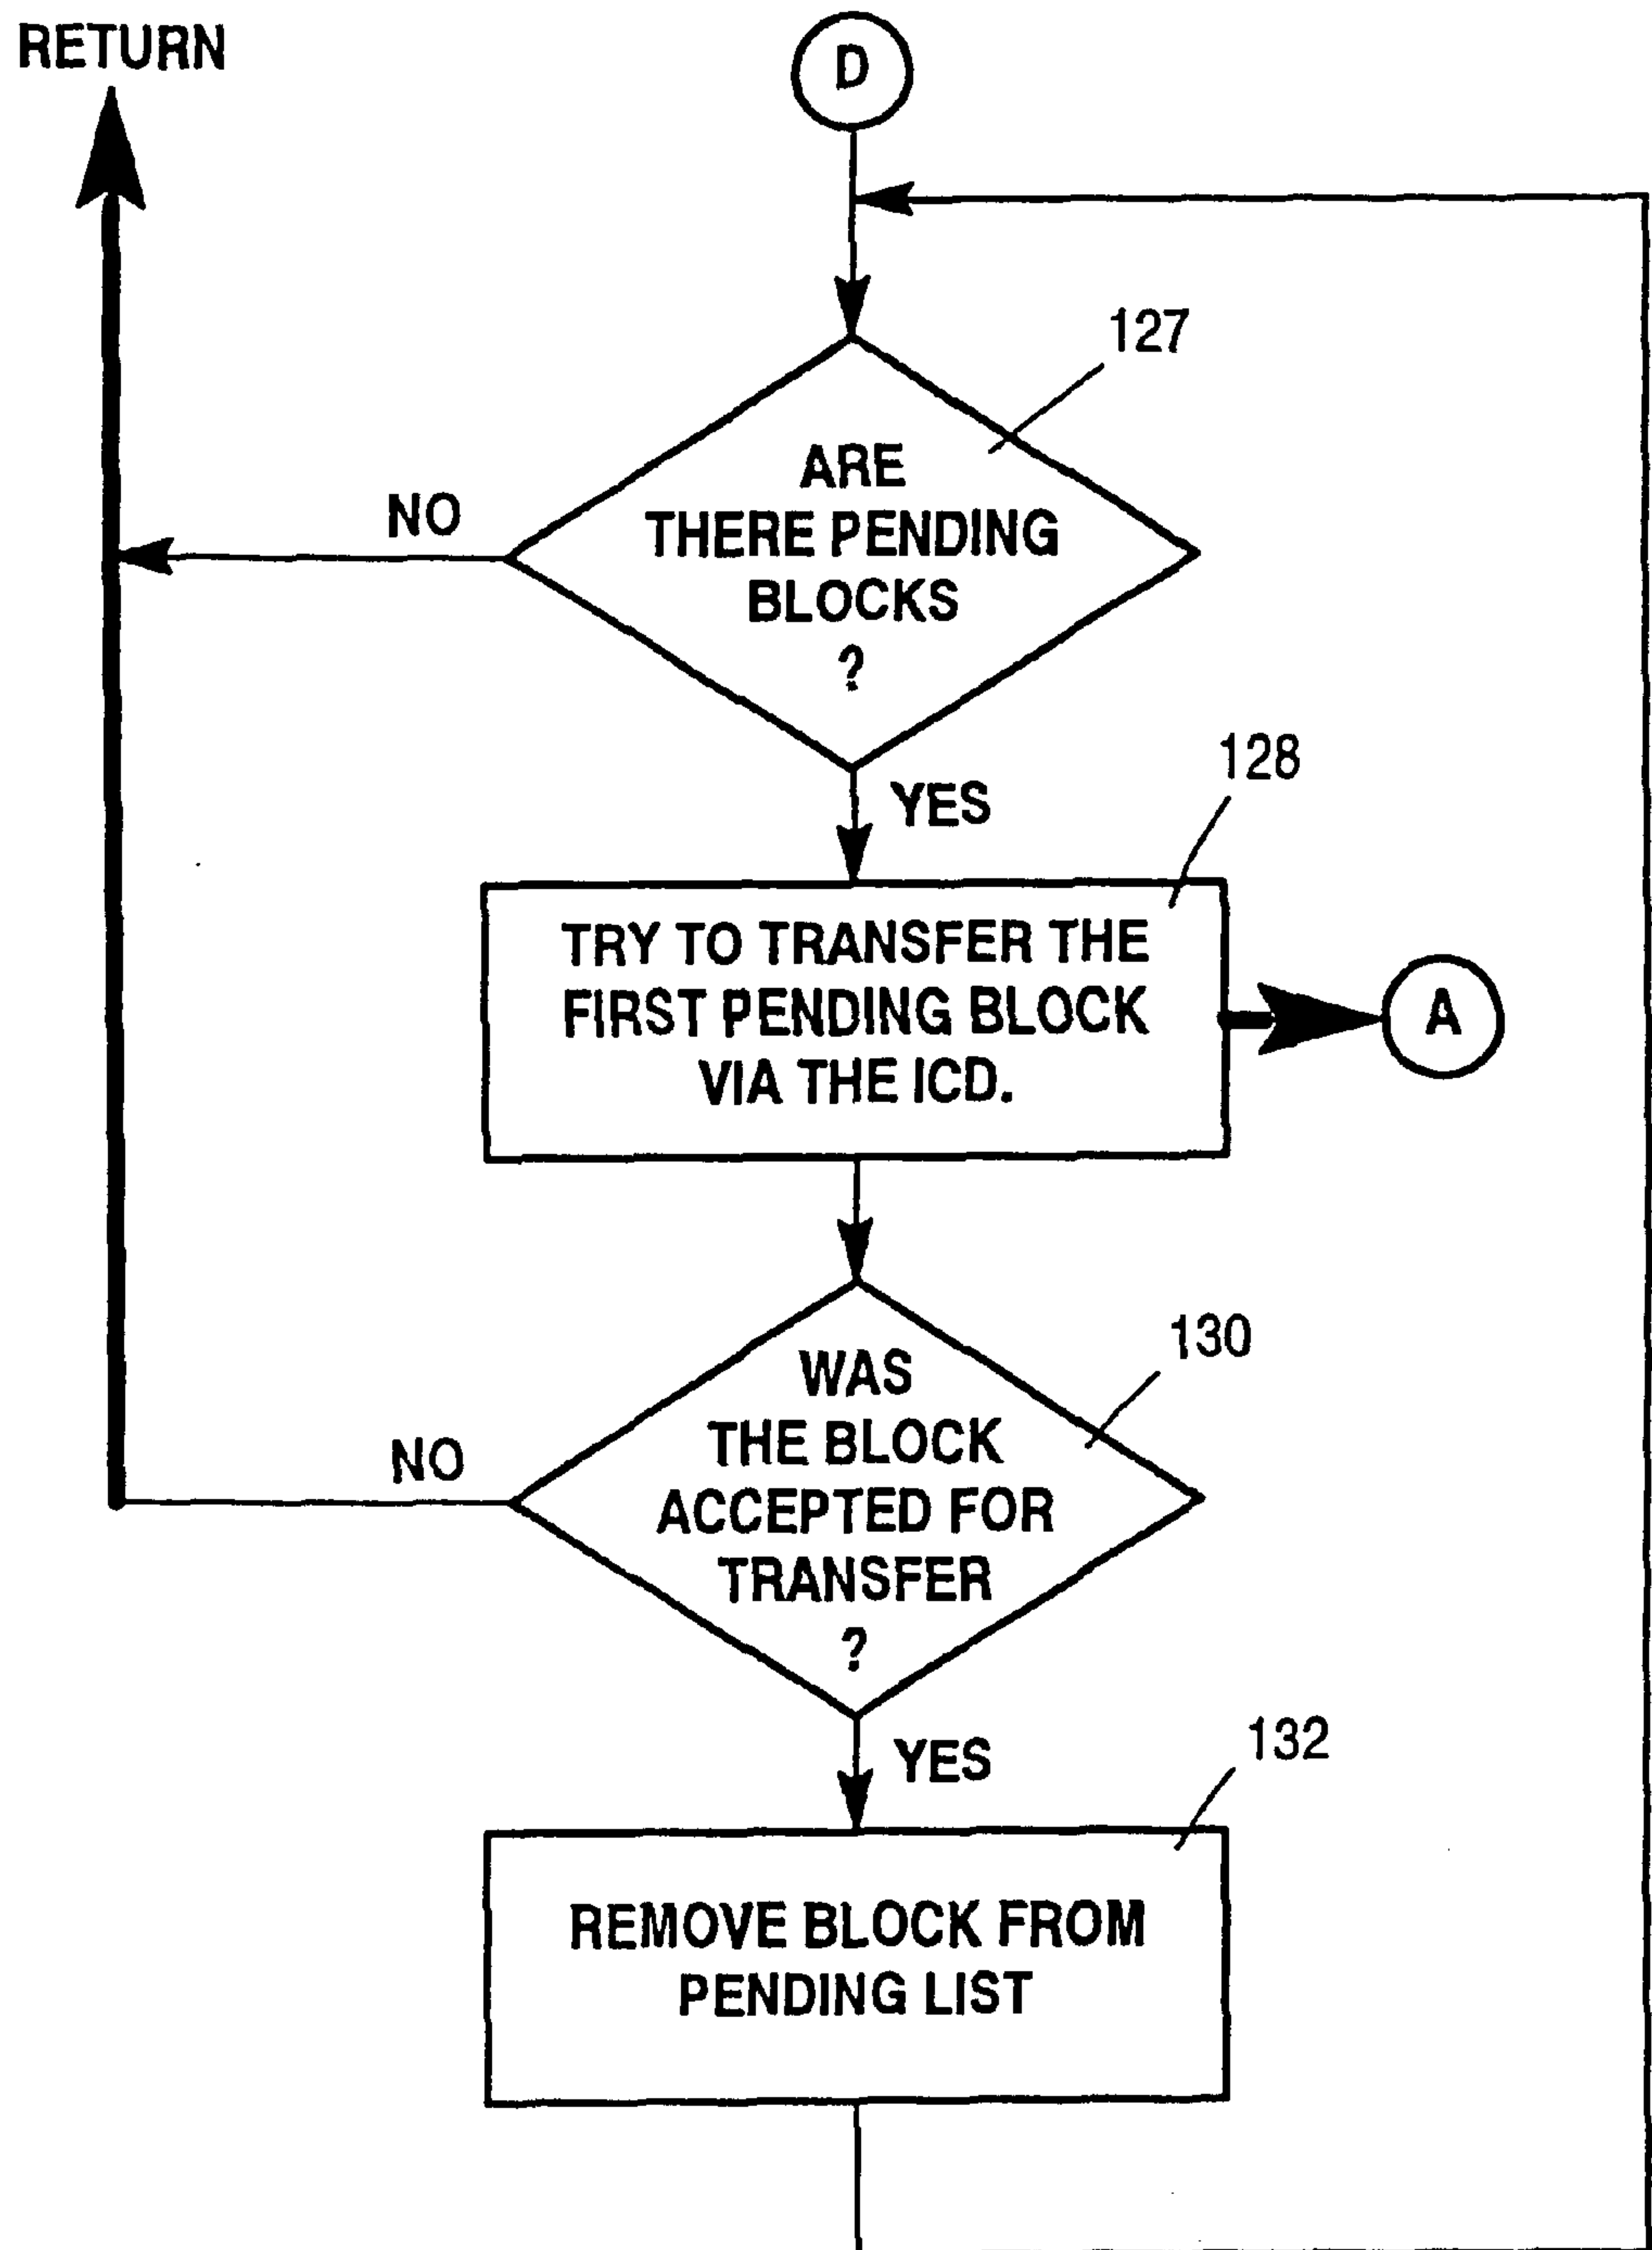 RETURN
D
127
ARE
THERE PENDING
BLOCKS
?
NO
YES
128
TRY TO TRANSFER THE
FIRST PENDING BLOCK
VIA THE ICD.
A
130
WAS
THE BLOCK
ACCEPTED FOR
TRANSFER
?
NO
YES
132
REMOVE BLOCK FROM
PENDING LIST